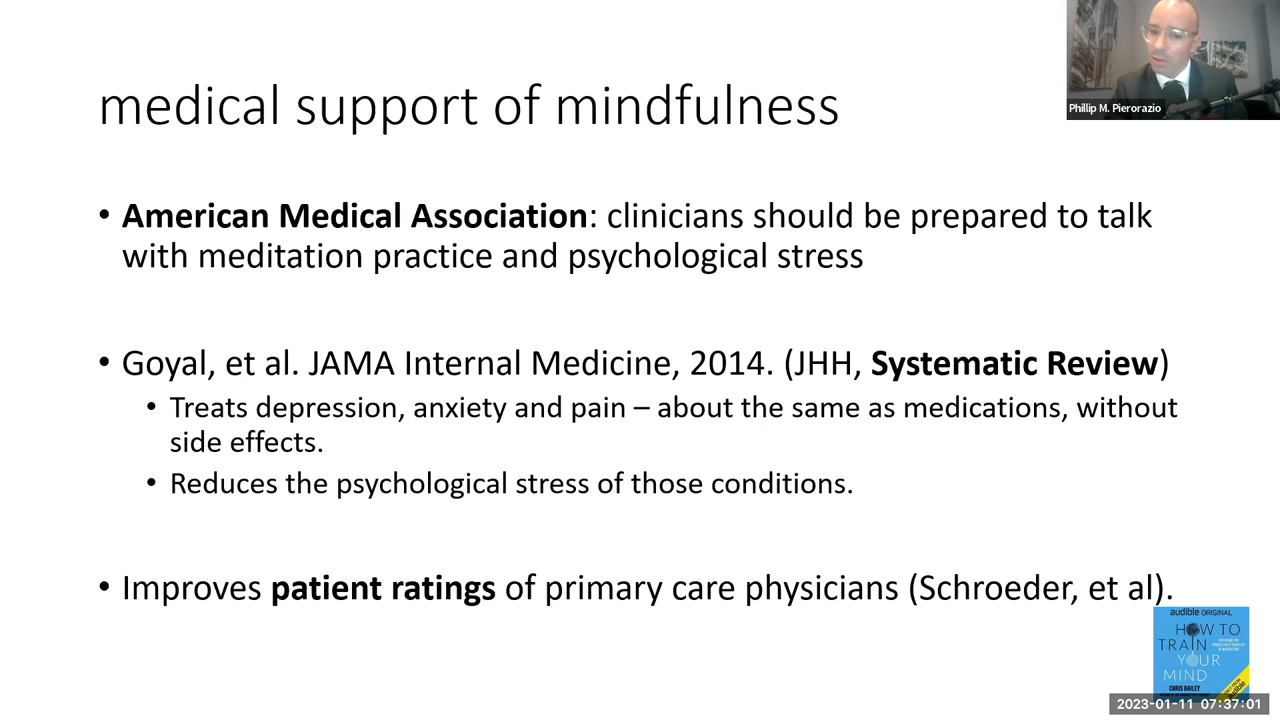 Phillip M. Pierorazio
medical support of mindfulness
• American Medical Association: clinicians should be prepared to talk
with meditation practice and psychological stress
• Goyal, et al. JAMA Internal Medicine, 2014. (JHH, Systematic Review)
• Treats depression, anxiety and pain – about the same as medications, without
side effects.
• Reduces the psychological stress of those conditions.
• Improves patient ratings of primary care physicians (Schroeder, et al).
audible ORIGINAL
HOW TO
TRAIN
YOUR
MIND
CHRIS BAILEY
2023-01-11 07:37:01